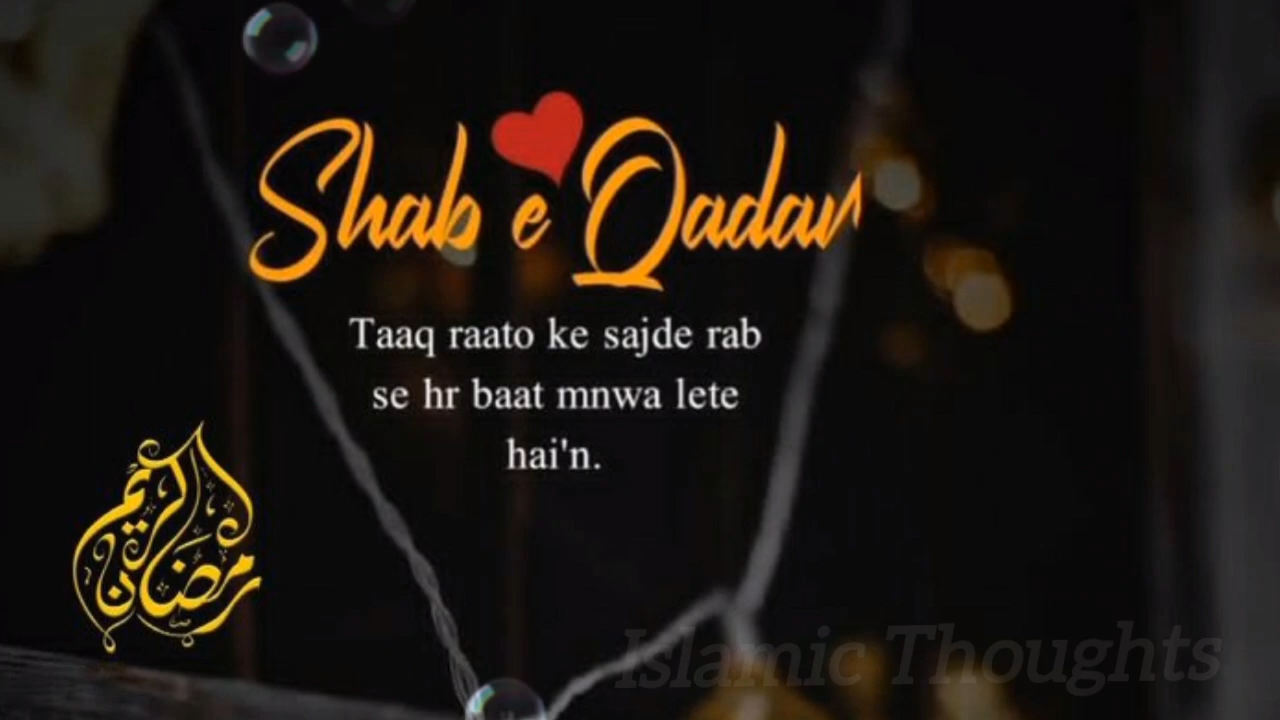 Shab e Qadar
Taaq raato ke sajde rab
se hr baat mnwa lete
hai'n.
رمضان الكريم
Islamic Thoughts